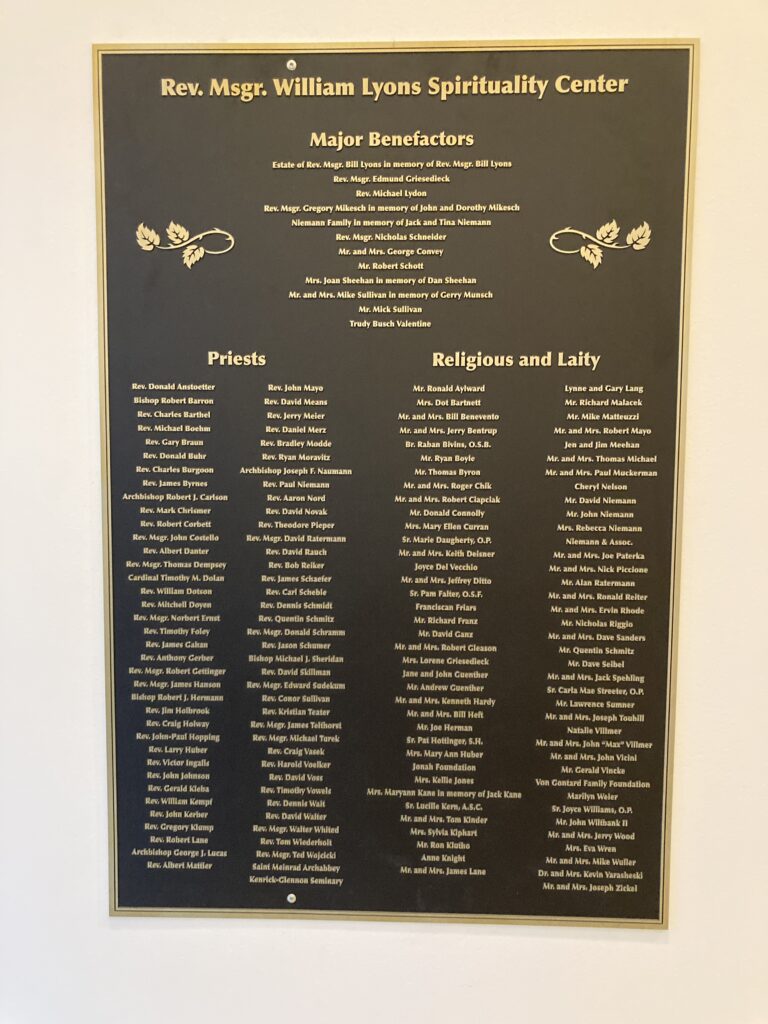 Rev. Msgr. William Lyons Spirituality Center
Major Benefactors
Estate of Rev. Msgr. Bill Lyons in memory of Rev. Msgr. Bill Lyons
Rev. Msgr. Edmund Griesedieck
Rev. Michael Lydon
Rev. Msgr. Gregory Mikesch in memory of John and Dorothy Mikesch
Niemann Family in memory of Jack and Tina Niemann
Rev. Msgr. Nicholas Schneider
Mr. and Mrs. George Convey
Mr. Robert Schott
Mrs. Joan Sheehan in memory of Dan Sheehan
Mr. and Mrs. Mike Sullivan in memory of Gerry Munsch
Mr. Mick Sullivan
Trudy Busch Valentine
Priests
Rev. Donald Anstoetter
Bishop Robert Barron
Rev. Charles Barthel
Rev. Michael Boehm
Rev. Gary Braun
Rev. Donald Buhr
Rev. Charles Burgoon
Rev. James Byrnes
Archbishop Robert J. Carlson
Rev. Mark Chrismer
Rev. Robert Corbett
Rev. Msgr. John Costello
Rev. Albert Danter
Rev. Msgr. Thomas Dempsey
Cardinal Timothy M. Dolan
Rev. William Dotson
Rev. Mitchell Doyen
Rev. Msgr. Norbert Ernst
Rev. Timothy Foley
Rev. James Gahan
Rev. Anthony Gerber
Rev. Msgr. Robert Gettinger
Rev. Msgr. James Hanson
Bishop Robert J. Hermann
Rev. Jim Holbrook
Rev. Craig Holway
Rev. John-Paul Hopping
Rev. Larry Huber
Rev. Victor Ingalls
Rev. John Johnson
Rev. Gerald Kleba
Rev. William Kempf
Rev. John Kerber
Rev. Gregory Klump
Rev. Robert Lane
Archbishop George J. Lucas
Rev. Albert Mattler
Rev. John Mayo
Rev. David Means
Rev. Jerry Meier
Rev. Daniel Merz
Rev. Bradley Modde
Rev. Ryan Moravitz
Archbishop Joseph F. Naumann
Rev. Paul Niemann
Rev. Aaron Nord
Rev. David Novak
Rev. Theodore Pieper
Rev. Msgr. David Ratermann
Rev. David Rauch
Rev. Bob Reiker
Rev. James Schaefer
Rev. Carl Scheble
Rev. Dennis Schmidt
Rev. Quentin Schmitz
Rev. Msgr. Donald Schramm
Rev. Jason Schumer
Bishop Michael J. Sheridan
Rev. David Skillman
Rev. Msgr. Edward Sudekum
Rev. Conor Sullivan
Rev. Kristian Teater
Rev. Msgr. James Telthorst
Rev. Msgr. Michael Turek
Rev. Craig Vasek
Rev. Harold Voelker
Rev. David Voss
Rev. Timothy Vowels
Rev. Dennis Wait
Rev. David Walter
Rev. Msgr. Walter Whited
Rev. Tom Wiederholt
Rev. Msgr. Ted Wojcicki
Saint Meinrad Archabbey
Kenrick-Glennon Seminary
Religious and Laity
Mr. Ronald Aylward
Mrs. Dot Bartnett
Mr. and Mrs. Bill Benevento
Mr. and Mrs. Jerry Bentrup
Br. Raban Bivins, O.S.B.
Mr. Ryan Boyle
Mr. Thomas Byron
Mr. and Mrs. Roger Chik
Mr. and Mrs. Robert Clapciak
Mr. Donald Connolly
Mrs. Mary Ellen Curran
Sr. Marie Daugherty, O.P.
Mr. and Mrs. Keith Deisner
Joyce Del Vecchio
Mr. and Mrs. Jeffrey Ditto
Sr. Pam Falter, O.S.F.
Franciscan Friars
Mr. Richard Franz
Mr. David Ganz
Mr. and Mrs. Robert Gleason
Mrs. Lorene Griesedieck
Jane and John Guenther
Mr. Andrew Guenther
Mr. and Mrs. Kenneth Hardy
Mr. and Mrs. Bill Heft
Mr. Joe Herman
Sr. Pat Hottinger, S.H.
Mrs. Mary Ann Huber
Jonah Foundation
Mrs. Kellie Jones
Mrs. Maryann Kane in memory of Jack Kane
Sr. Lucille Kern, A.S.C.
Mr. and Mrs. Tom Kinder
Mrs. Sylvia Kiphart
Mr. Ron Klutho
Anne Knight
Mr. and Mrs. James Lane
Lynne and Gary Lang
Mr. Richard Malacek
Mr. Mike Matteuzzi
Mr. and Mrs. Robert Mayo
Jen and Jim Meehan
Mr. and Mrs. Thomas Michael
Mr. and Mrs. Paul Muckerman
Cheryl Nelson
Mr. David Niemann
Mr. John Niemann
Mrs. Rebecca Niemann
Niemann & Assoc.
Mr. and Mrs. Joe Paterka
Mr. and Mrs. Nick Piccione
Mr. Alan Ratermann
Mr. and Mrs. Ronald Reiter
Mr. and Mrs. Ervin Rhode
Mr. Nicholas Riggio
Mr. and Mrs. Dave Sanders
Mr. Quentin Schmitz
Mr. Dave Seibel
Mr. and Mrs. Jack Spehling
Sr. Carla Mae Streeter, O.P.
Mr. Lawrence Sumner
Mr. and Mrs. Joseph Touhill
Natalie Villmer
Mr. and Mrs. John "Max" Villmer
Mr. and Mrs. John Vicini
Mr. Gerald Vincke
Von Gontard Family Foundation
Marilyn Weler
Sr. Joyce Williams, O.P.
Mr. John Wiltbank II
Mr. and Mrs. Jerry Wood
Mrs. Eva Wren
Mr. and Mrs. Mike Wuller
Dr. and Mrs. Kevin Yarasheski
Mr. and Mrs. Joseph Zickel